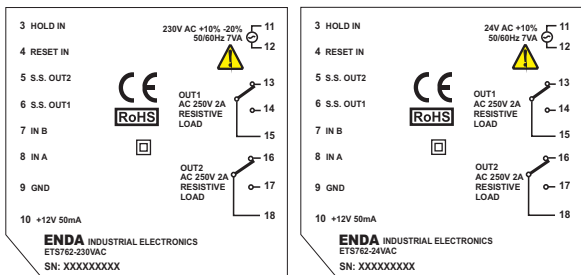 3 HOLD IN
4 RESET IN
5 S.S. OUT2
6 S.S. OUT1
7 IN B
8 IN A
9 GND
10 +12V 50mA
230V AC +10% -20%
50/60Hz 7VA
11
12
CE
RoHS
OUT1
AC 250V 2A
RESISTIVE
LOAD
13
14
15
OUT2
AC 250V 2A
RESISTIVE
LOAD
16
17
18
ENDA INDUSTRIAL ELECTRONICS
ETS762-230VAC
SN: XXXXXXXXX
3 HOLD IN
4 RESET IN
5 S.S. OUT2
6 S.S. OUT1
7 IN B
8 IN A
9 GND
10 +12V 50mA
24V AC +10%
50/60Hz 7VA
11
12
CE
RoHS
OUT1
AC 250V 2A
RESISTIVE
LOAD
13
14
15
OUT2
AC 250V 2A
RESISTIVE
LOAD
16
17
18
ENDA INDUSTRIAL ELECTRONICS
ETS762-24VAC
SN: XXXXXXXXX